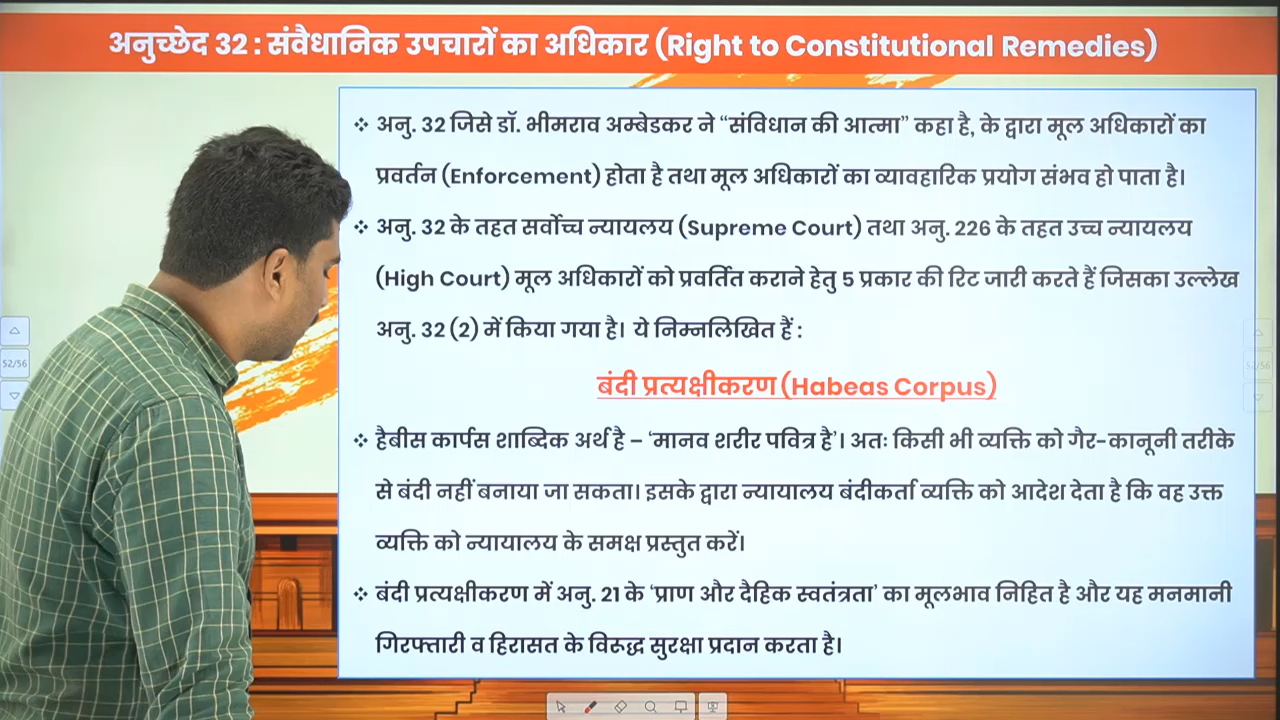 अनुच्छेद 32 : संवैधानिक उपचारों का अधिकार (Right to Constitutional Remedies)
❖ अनु. 32 जिसे डॉ. भीमराव अम्बेडकर ने “संविधान की आत्मा” कहा है, के द्वारा मूल अधिकारों का
प्रवर्तन (Enforcement) होता है तथा मूल अधिकारों का व्यावहारिक प्रयोग संभव हो पाता है।
❖ अनु. 32 के तहत सर्वोच्च न्यायलय (Supreme Court) तथा अनु. 226 के तहत उच्च न्यायलय
(High Court) मूल अधिकारों को प्रवर्तित कराने हेतु 5 प्रकार की रिट जारी करते हैं जिसका उल्लेख
अनु. 32 (2) में किया गया है। ये निम्नलिखित हैं :
बंदी प्रत्यक्षीकरण (Habeas Corpus)
❖ हैबीस कार्पस शाब्दिक अर्थ है – ‘मानव शरीर पवित्र है’। अतः किसी भी व्यक्ति को गैर-कानूनी तरीके
से बंदी नहीं बनाया जा सकता। इसके द्वारा न्यायालय बंदीकर्ता व्यक्ति को आदेश देता है कि वह उक्त
व्यक्ति को न्यायालय के समक्ष प्रस्तुत करें।
❖ बंदी प्रत्यक्षीकरण में अनु. 21 के ‘प्राण और दैहिक स्वतंत्रता’ का मूलभाव निहित है और यह मनमानी
गिरफ्तारी व हिरासत के विरूद्ध सुरक्षा प्रदान करता है।
52/56
52/56